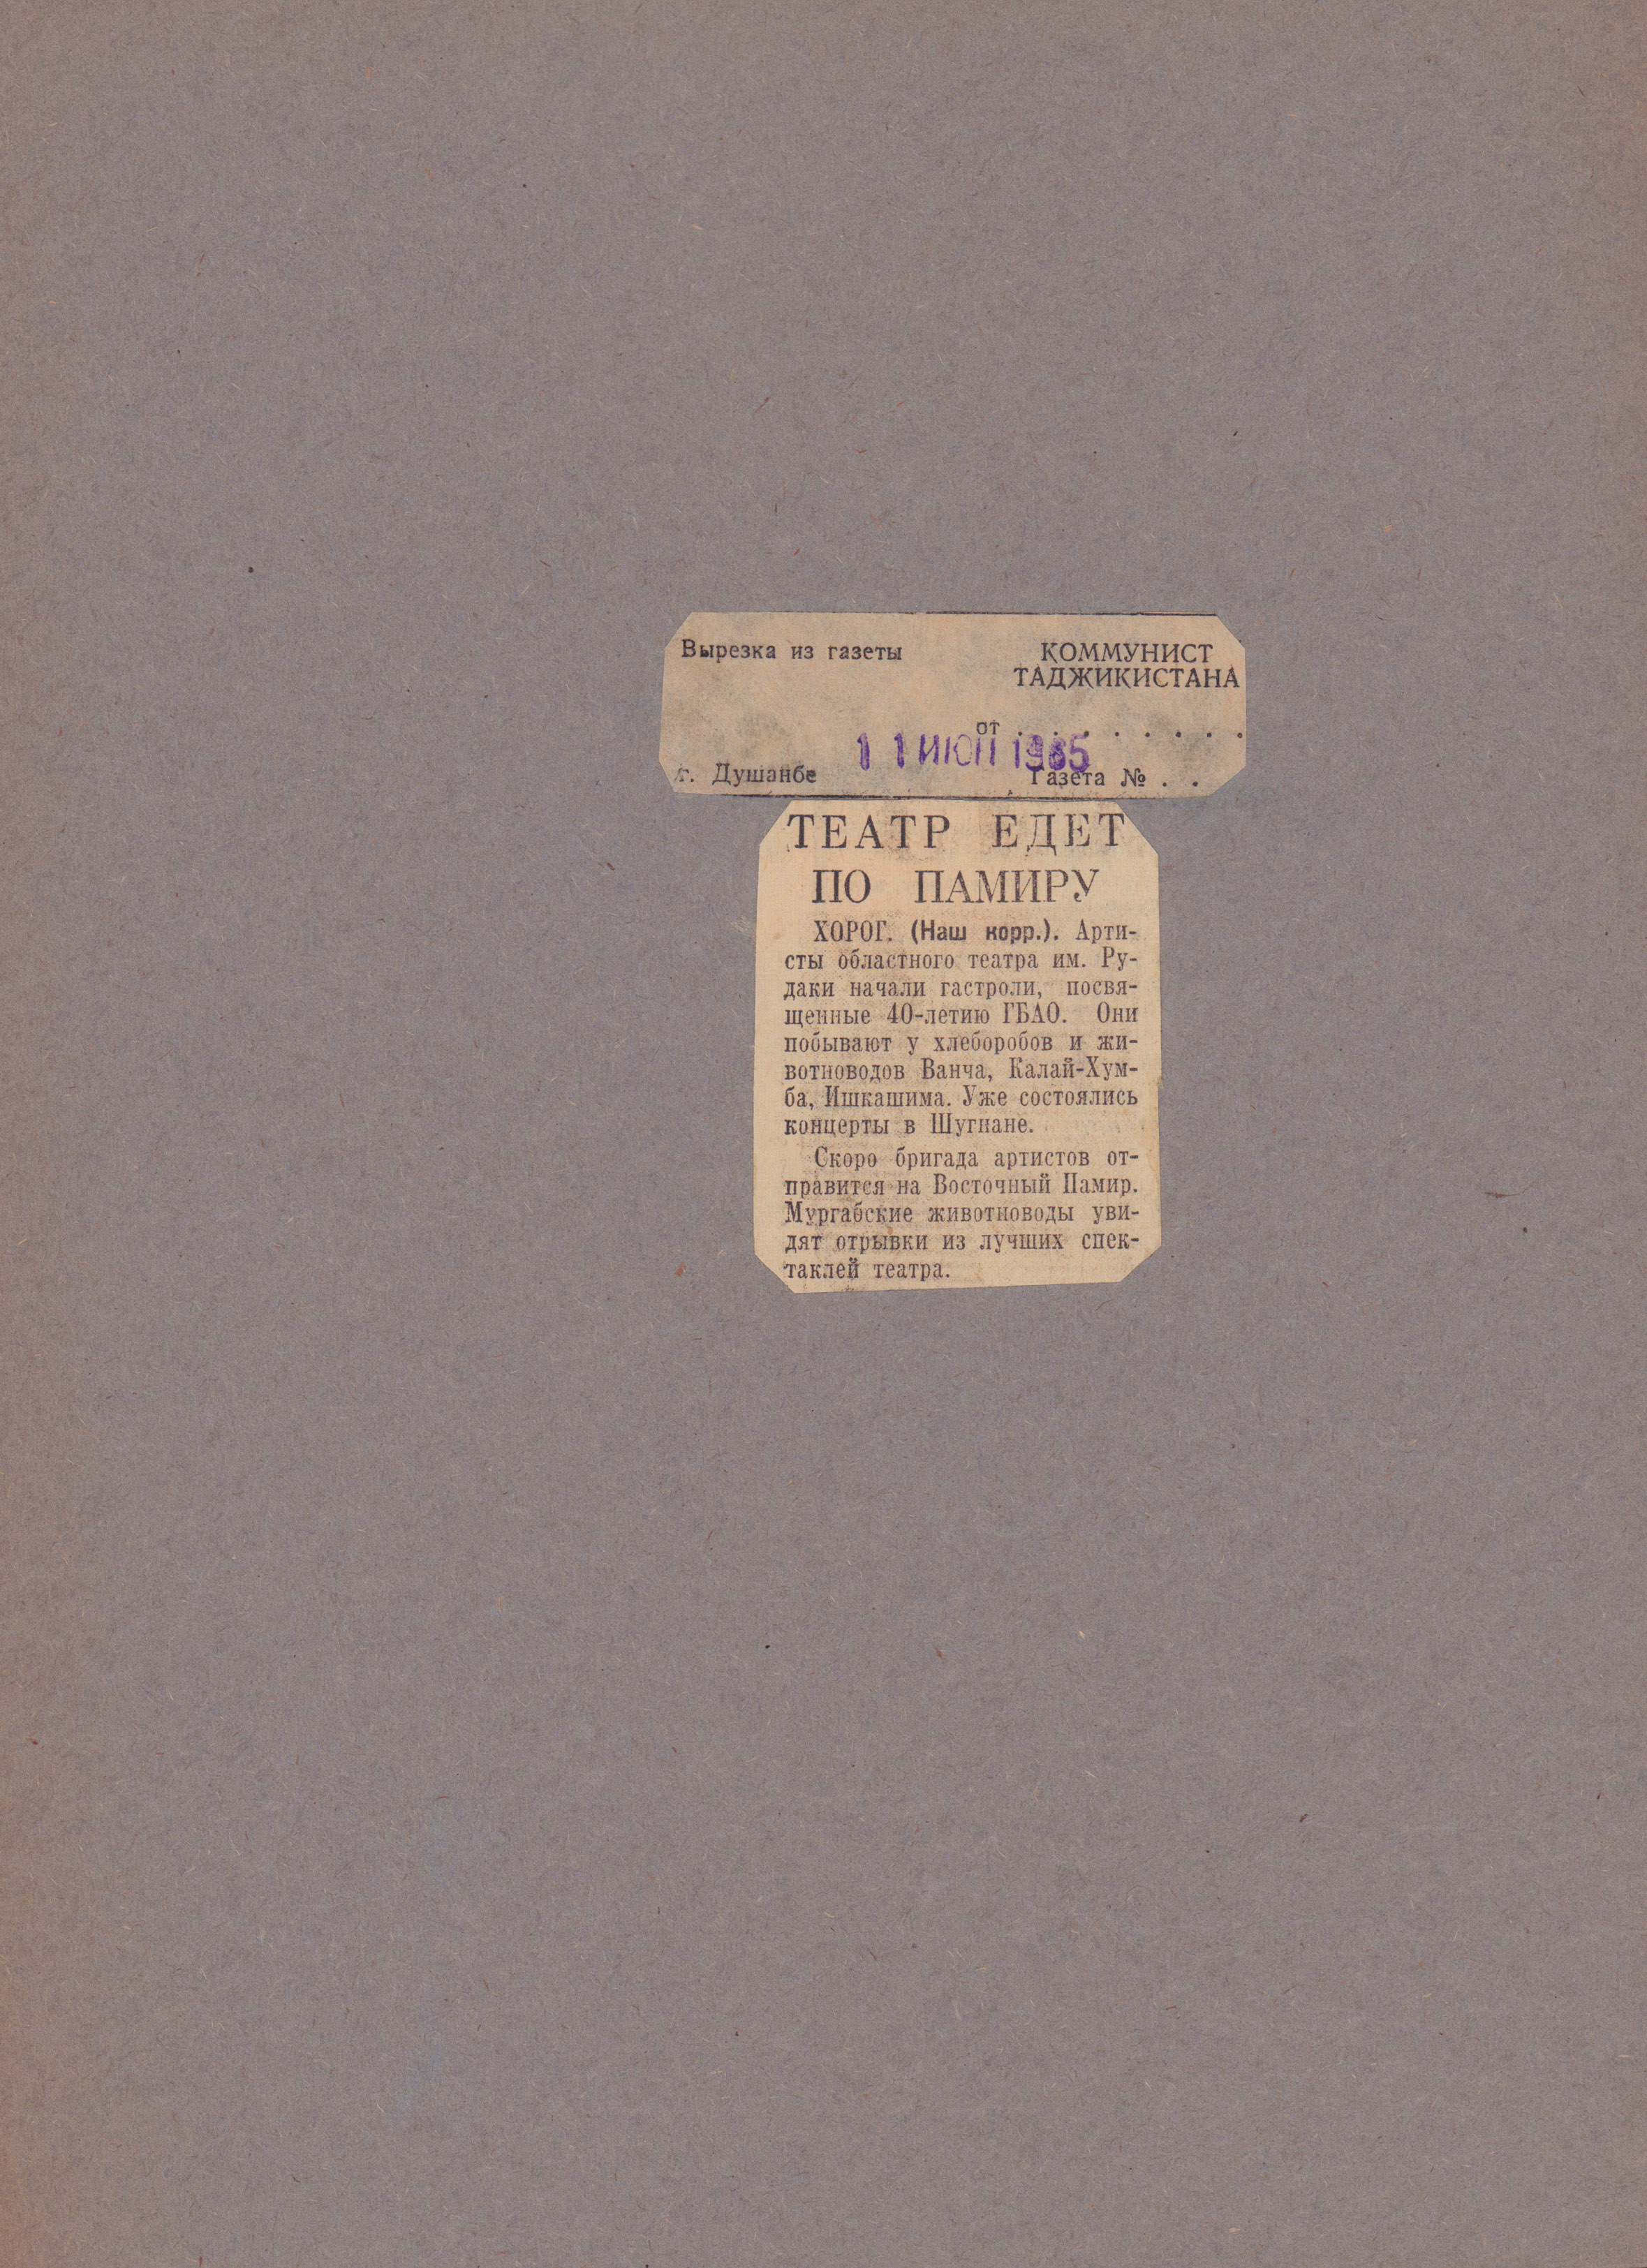 Вырезка из газеты
КОММУНИСТ
ТАДЖИКИСТАНА
от . . . . . . . . .
11 ИЮЛ 1965
г. Душанбе
Газета № . .
ТЕАТР ЕДЕТ
ПО ПАМИРУ
ХОРОГ. (Наш корр.). Арти-
сты областного театра им. Ру-
даки начали гастроли, посвя-
щенные 40-летию ГБАО. Они
побывают у хлеборобов и жи-
вотноводов Ванча, Калай-Хум-
ба, Ишкашима. Уже состоялись
концерты в Шугнане.
Скоро бригада артистов от-
правится на Восточный Памир.
Мургабские животноводы уви-
дят отрывки из лучших спек-
таклей театра.